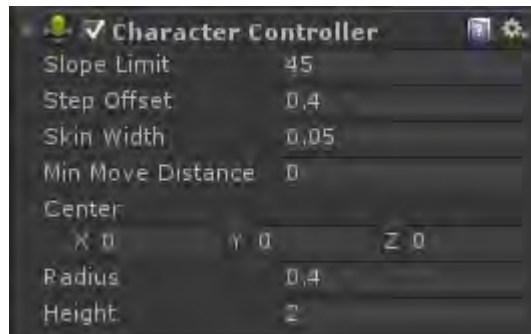 Character Controller
Slope Limit 45
Step Offset 0.4
Skin Width 0.05
Min Move Distance 0
Center
X 0 Y 0 Z 0
Radius 0.4
Height 2